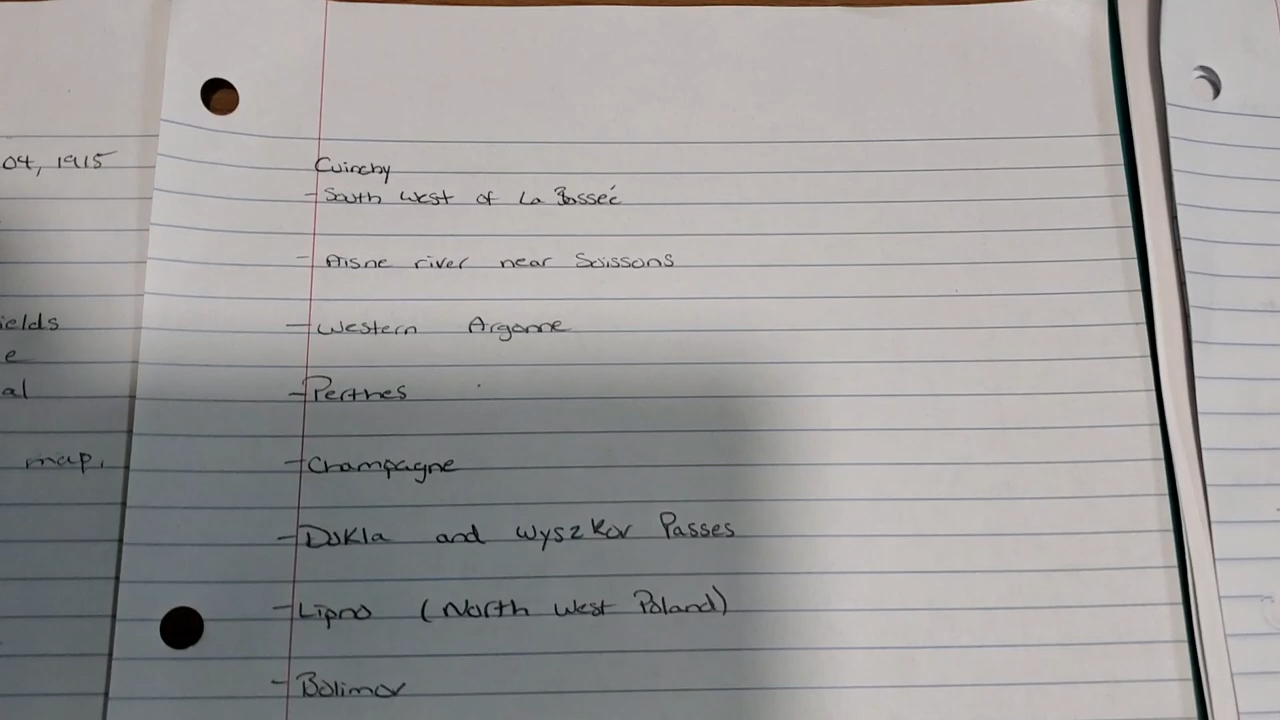 04, 1915
ields
e
al
map.
Cuinchy
- South West of La Bassée
- Aisne river near Soissons
- Western Argonne
- Perthes
- Champagne
- Dukla and Wyszkov Passes
- Lipno (North West Poland)
- Bolimov